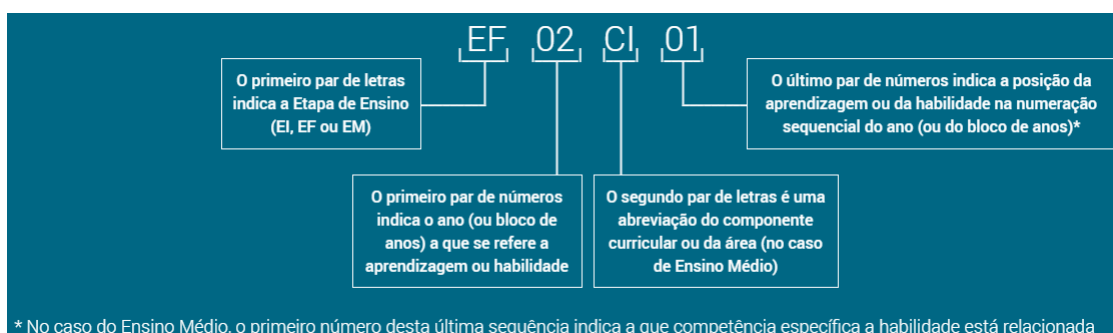 EF 02 CI 01
O primeiro par de letras
indica a Etapa de Ensino
(EI, EF ou EM)
O último par de números indica a posição da
aprendizagem ou da habilidade na numeração
sequencial do ano (ou do bloco de anos)*
O primeiro par de números
indica o ano (ou bloco de
anos) a que se refere a
aprendizagem ou habilidade
O segundo par de letras é uma
abreviação do componente
curricular ou da área (no caso
de Ensino Médio)
* No caso do Ensino Médio, o primeiro número desta última sequência indica a que competência específica a habilidade está relacionada